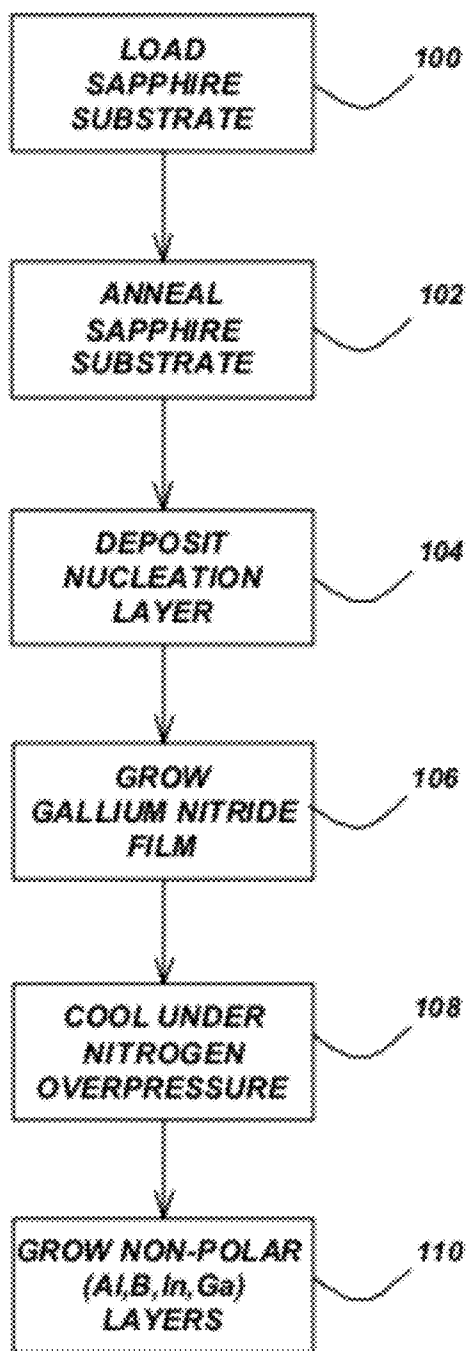 LOAD
SAPPHIRE
SUBSTRATE
100
ANNEAL
SAPPHIRE
SUBSTRATE
102
DEPOSIT
NUCLEATION
LAYER
104
GROW
GALLIUM NITRIDE
FILM
106
COOL UNDER
NITROGEN
OVERPRESSURE
108
GROW NON-POLAR
(Al,B,In,Ga)
LAYERS
110